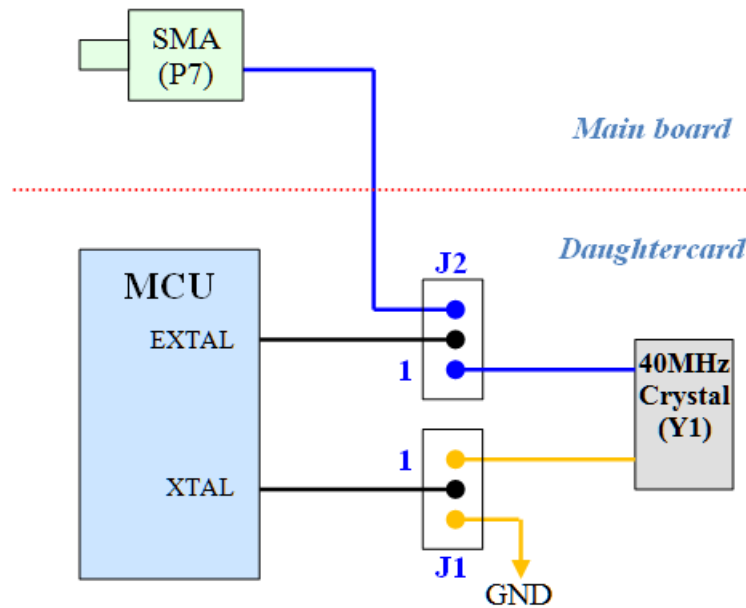 SMA
(P7)
Main board
Daughtercard
J2
MCU
EXTAL
1
40MHz
Crystal
(Y1)
1
XTAL
J1
GND